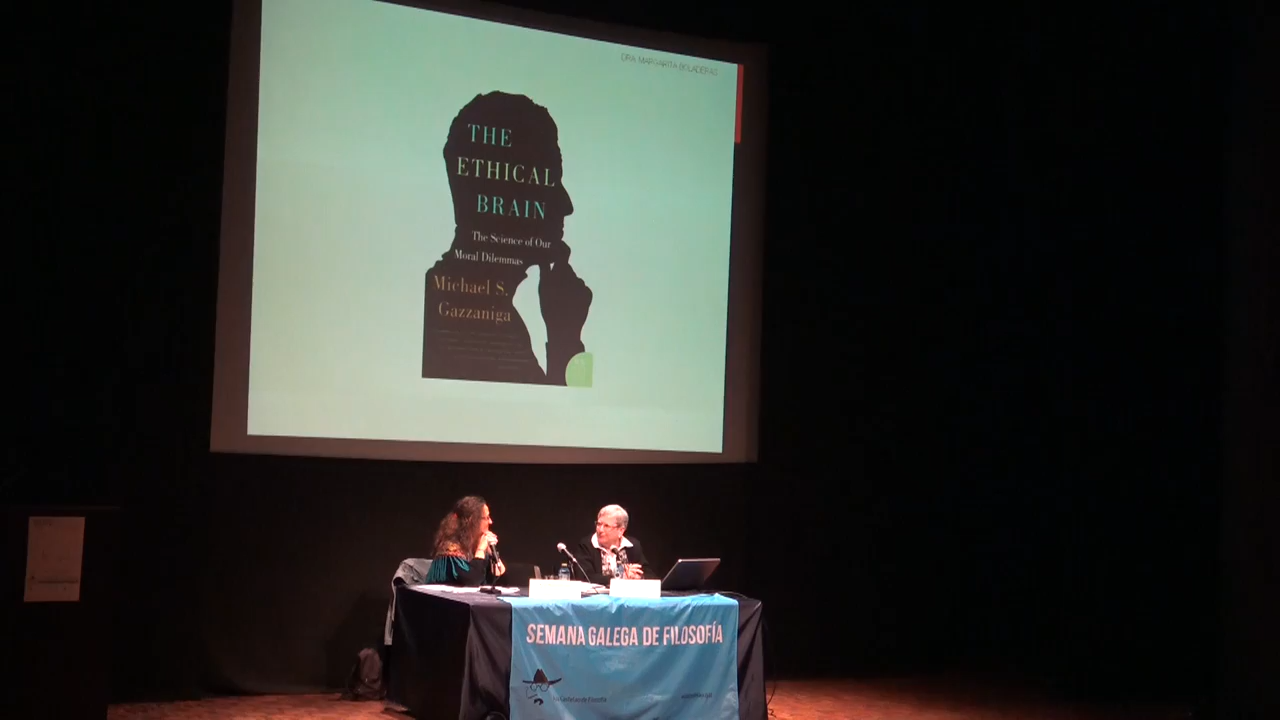 DRA. MARGARITA BOLADERAS
THE
ETHICAL
BRAIN
The Science of Our
Moral Dilemmas
Michael S.
Gazzaniga
SEMANA GALEGA DE FILOSOFÍA